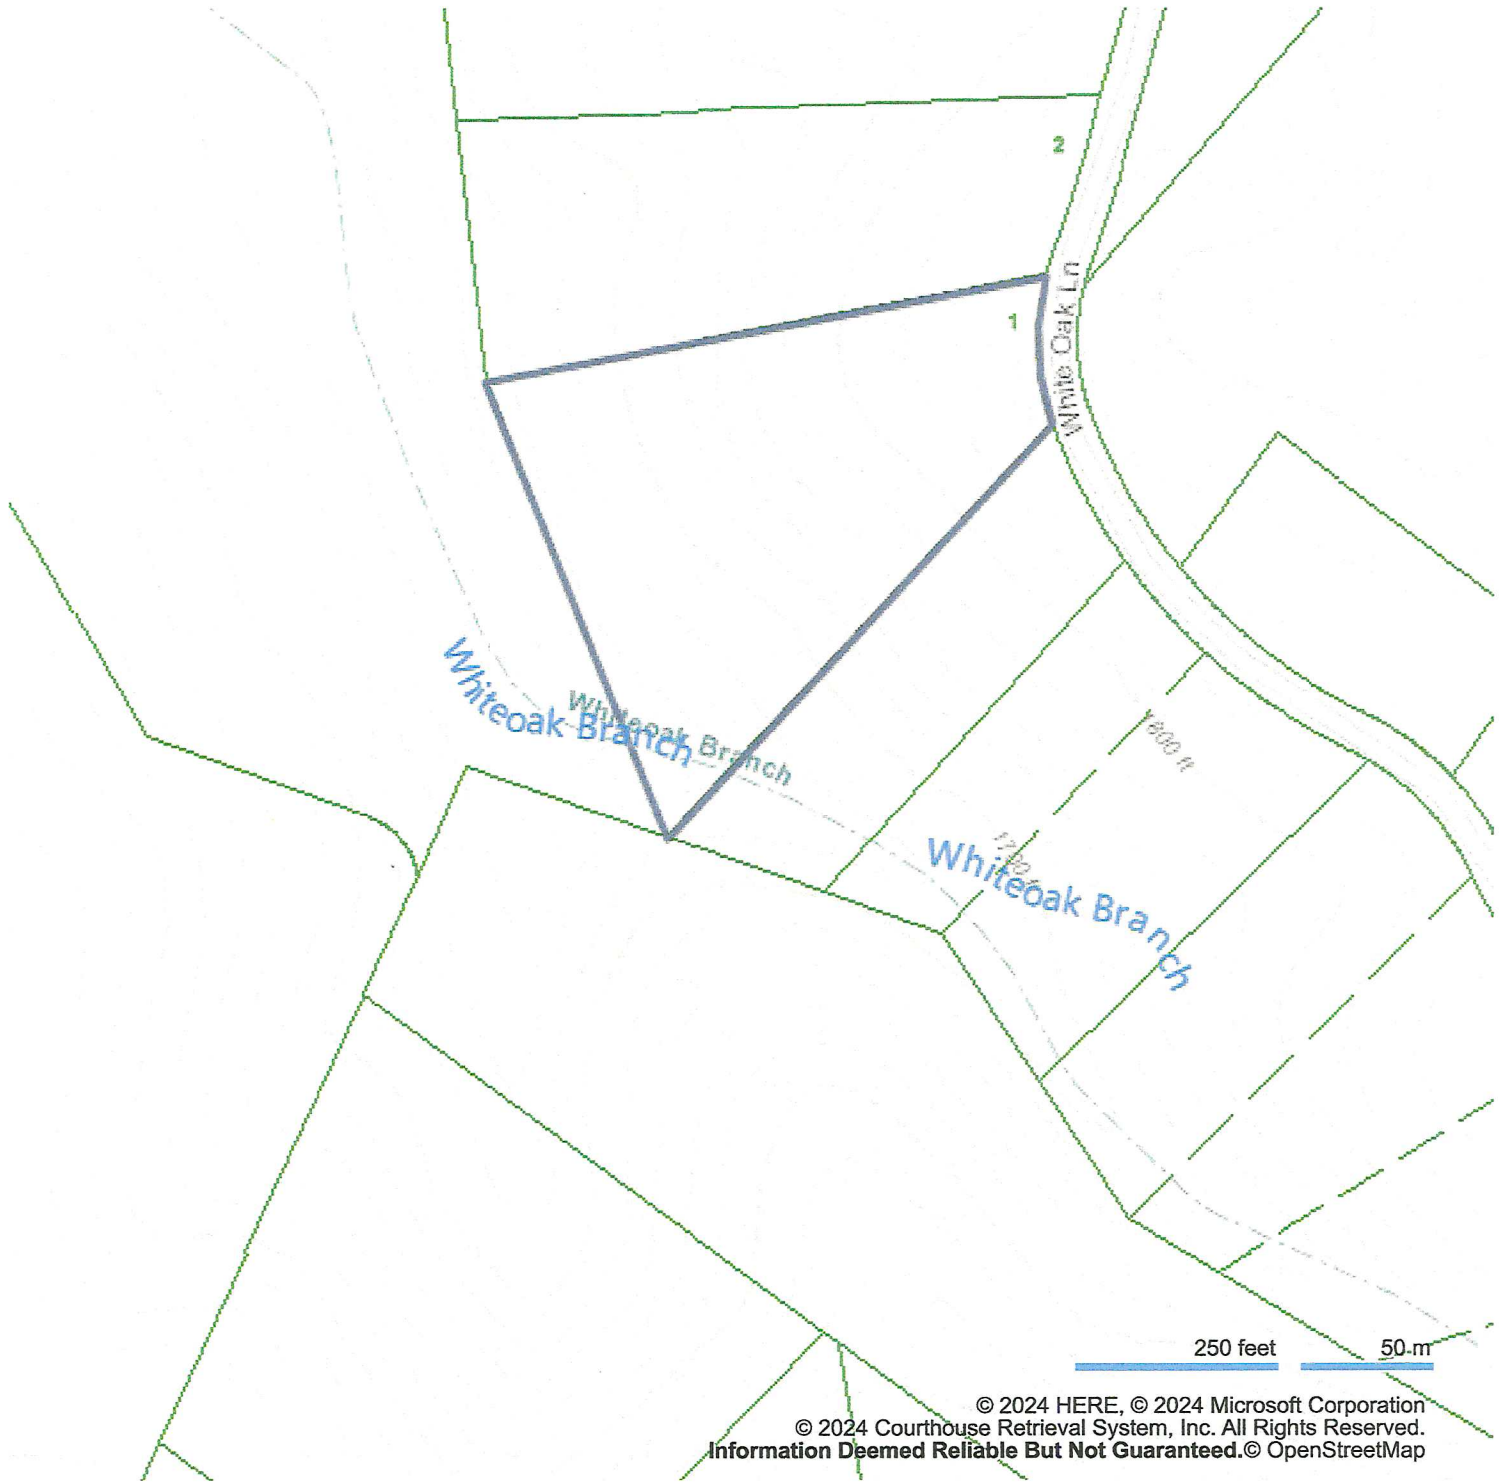 2
1
White Oak Ln
Whiteoak Branch
Whiteoak Branch
1800 ft
Whiteoak Branch
250 feet
50 m
© 2024 HERE, © 2024 Microsoft Corporation
© 2024 Courthouse Retrieval System, Inc. All Rights Reserved.
Information Deemed Reliable But Not Guaranteed.© OpenStreetMap